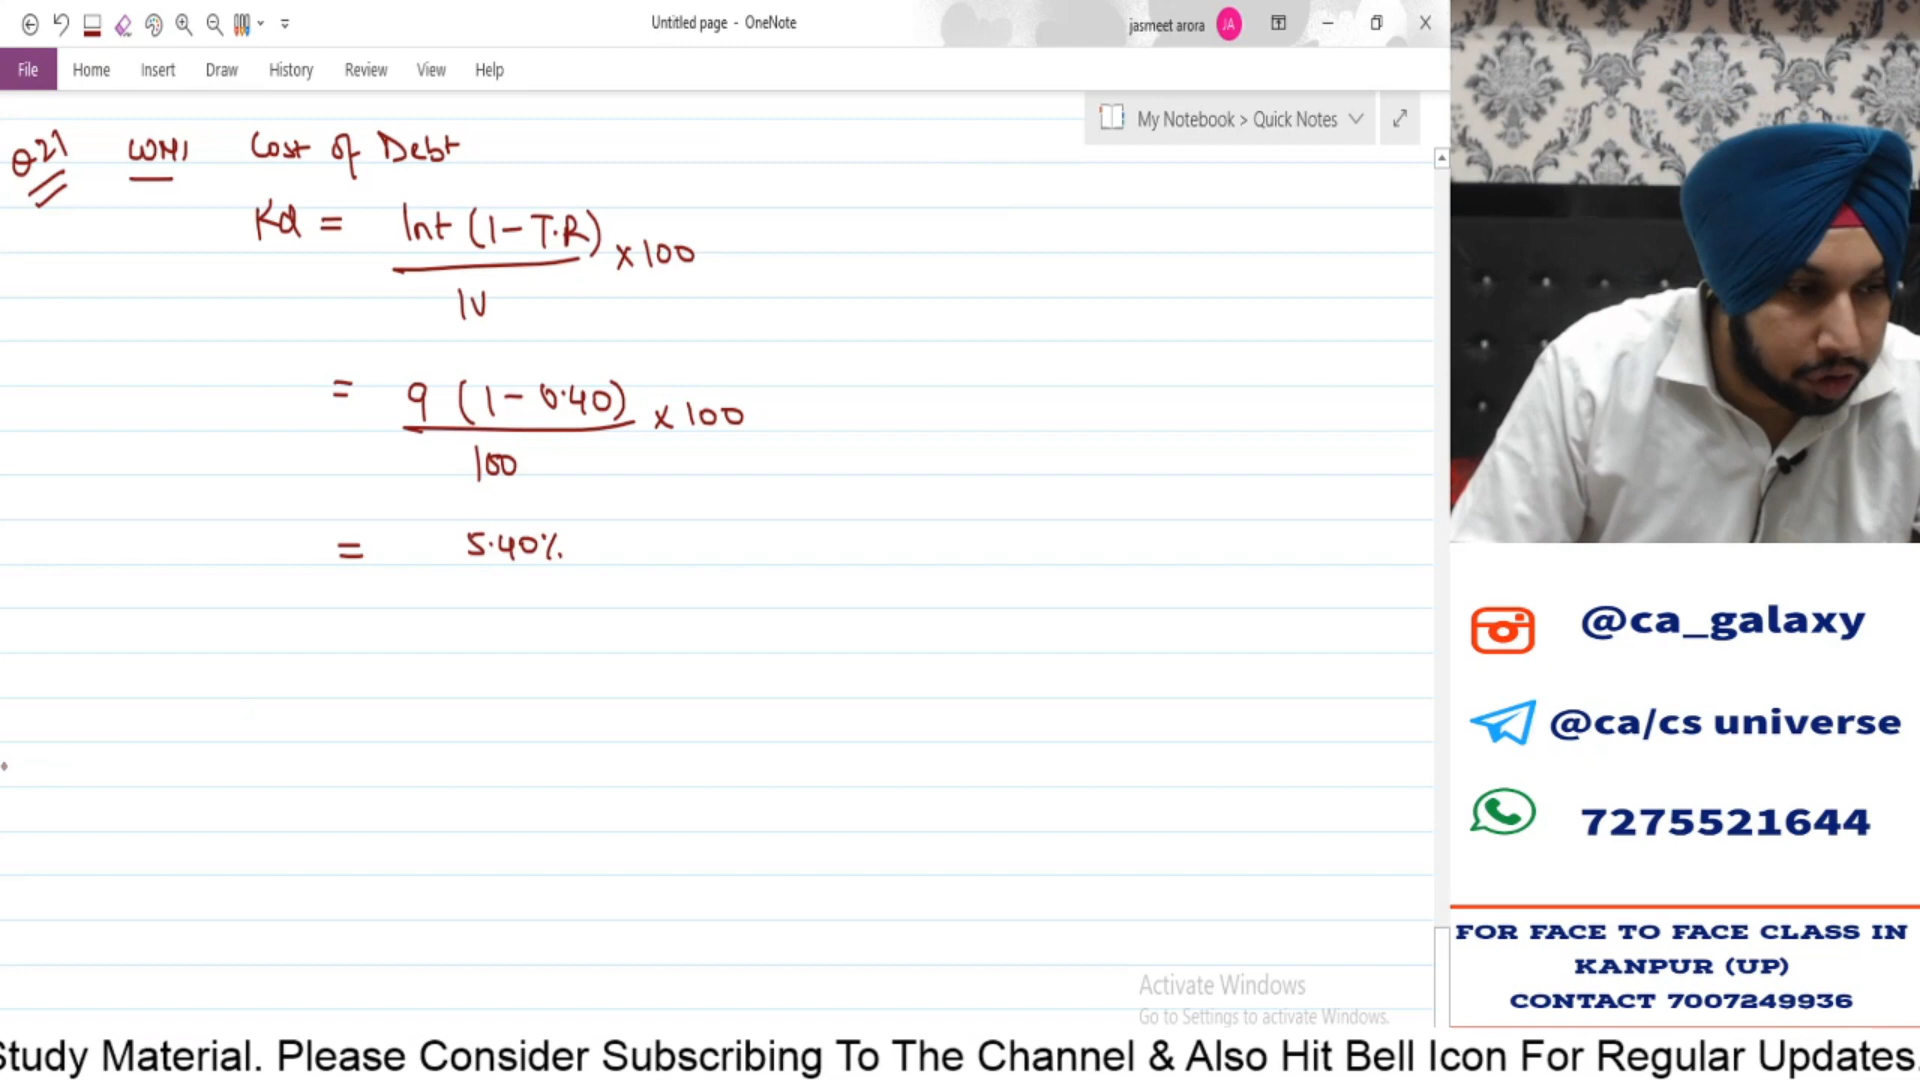 Untitled page - OneNote
jasmeet arora JA
File Home Insert Draw History Review View Help
My Notebook > Quick Notes
Q21 WN1 Cost of Debt
Kd = Int (1 - T.R) x 100
IV
= 9 (1 - 0.40) x 100
100
= 5.40%
@ca_galaxy
@ca/cs universe
7275521644
FOR FACE TO FACE CLASS IN
KANPUR (UP)
CONTACT 7007249936
Activate Windows
Go to Settings to activate Windows.
Study Material. Please Consider Subscribing To The Channel & Also Hit Bell Icon For Regular Updates